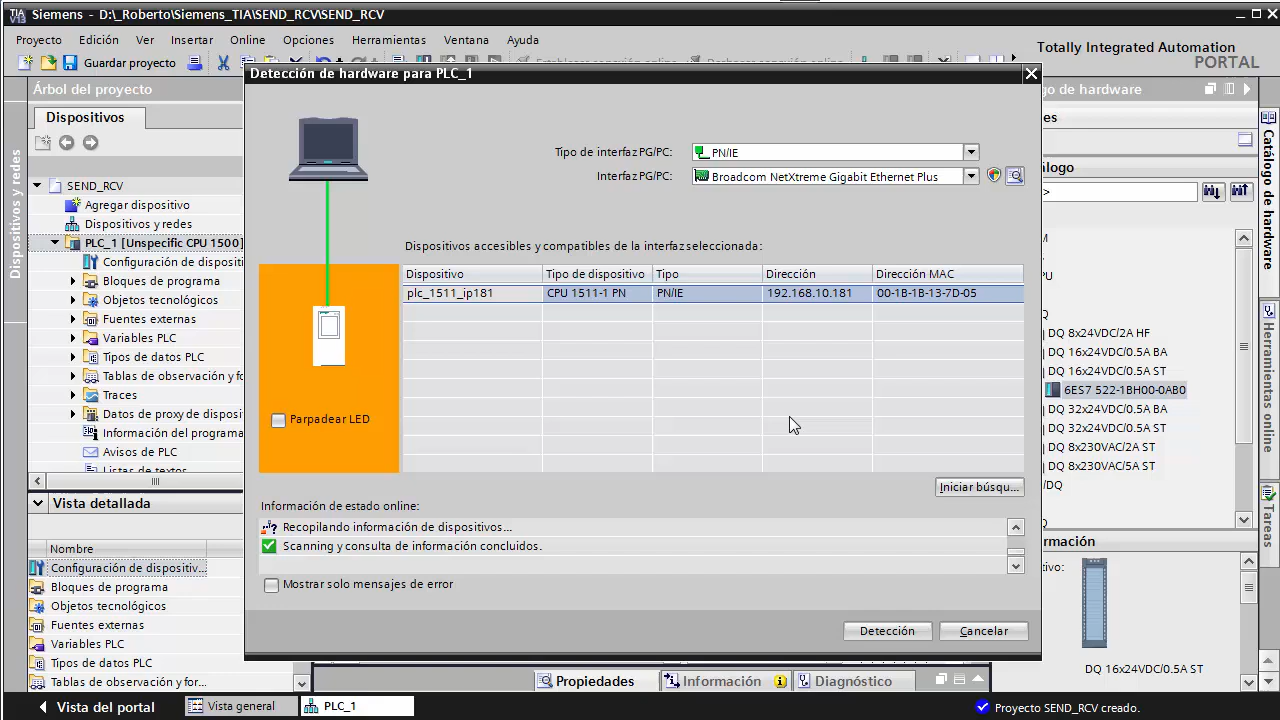 Siemens - D:\_Roberto\Siemens_TIA\SEND_RCV\SEND_RCV
Proyecto Edición Ver Insertar Online Opciones Herramientas Ventana Ayuda
Guardar proyecto
Totally Integrated Automation
PORTAL
Detección de hardware para PLC_1
Árbol del proyecto
Dispositivos
Dispositivos y redes
SEND_RCV
Agregar dispositivo
Dispositivos y redes
PLC_1 [Unspecific CPU 1500]
Configuración de dispositi
Bloques de programa
Objetos tecnológicos
Fuentes externas
Variables PLC
Tipos de datos PLC
Tablas de observación y fo
Traces
Datos de proxy de disposi
Información del programa
Avisos de PLC
Listas de textos
Vista detallada
Nombre
Configuración de dispositiv...
Bloques de programa
Objetos tecnológicos
Fuentes externas
Variables PLC
Tipos de datos PLC
Tablas de observación y for...
Tipo de interfaz PG/PC: PN/IE
Interfaz PG/PC: Broadcom NetXtreme Gigabit Ethernet Plus
Dispositivos accesibles y compatibles de la interfaz seleccionada:
Dispositivo Tipo de dispositivo Tipo Dirección Dirección MAC
plc_1511_ip181 CPU 1511-1 PN PN/IE 192.168.10.181 00-1B-1B-13-7D-05
Parpadear LED
Iniciar búsqu...
Información de estado online:
Recopilando información de dispositivos...
Scanning y consulta de información concluidos.
Mostrar solo mensajes de error
Detección Cancelar
go de hardware
es
álogo
>
M
PU
Q
DQ 8x24VDC/2A HF
DQ 16x24VDC/0.5A BA
DQ 16x24VDC/0.5A ST
6ES7 522-1BH00-0AB0
DQ 32x24VDC/0.5A BA
DQ 32x24VDC/0.5A ST
DQ 8x230VAC/2A ST
DQ 8x230VAC/5A ST
/DQ
Q
rmación
tivo:
DQ 16x24VDC/0.5A ST
Catálogo de hardware
Herramientas online
Tareas
Propiedades Información Diagnóstico
Vista del portal Vista general PLC_1
Proyecto SEND_RCV creado.